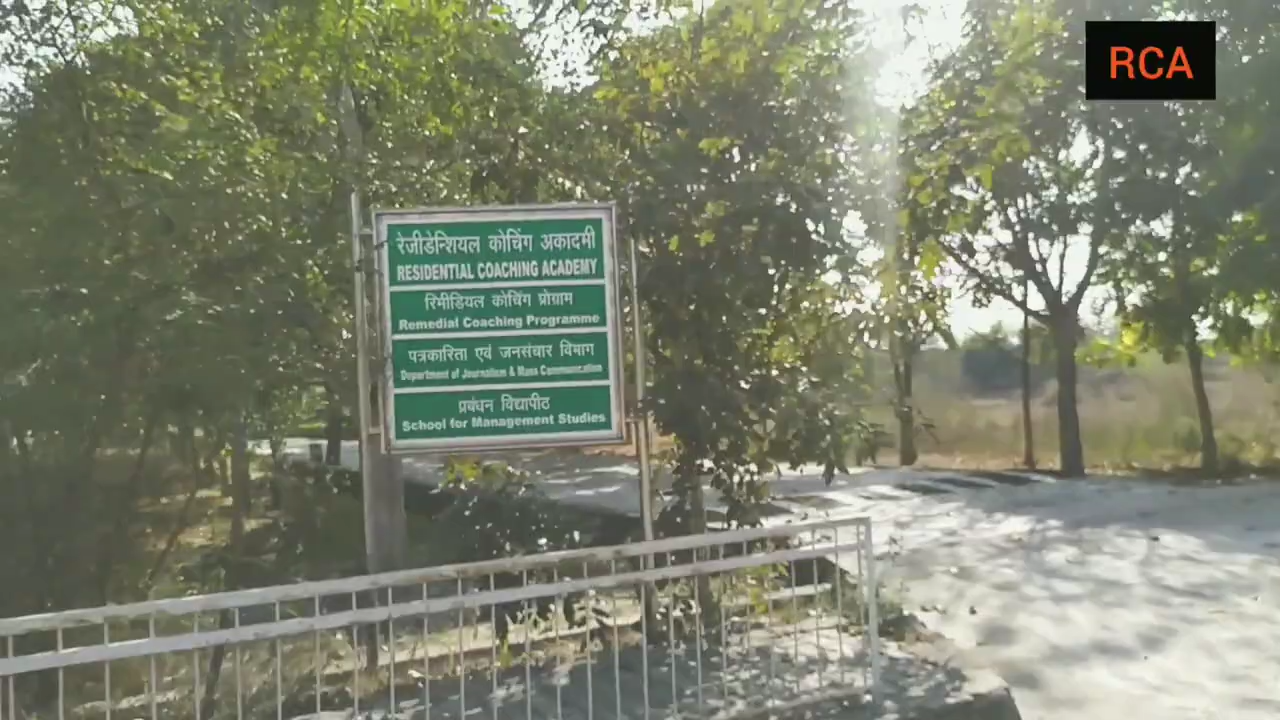 RCA
रेजीडेन्शियल कोचिंग अकादमी
RESIDENTIAL COACHING ACADEMY
रिमीडियल कोचिंग प्रोग्राम
Remedial Coaching Programme
पत्रकारिता एवं जनसंचार विभाग
Department of Journalism & Mass Communication
प्रबंधन विद्यापीठ
School for Management Studies